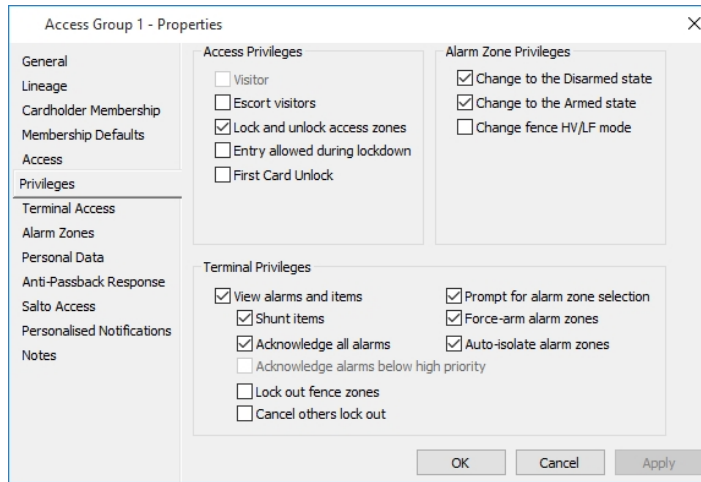 Access Group 1 - Properties
General
Lineage
Cardholder Membership
Membership Defaults
Access
Privileges
Terminal Access
Alarm Zones
Personal Data
Anti-Passback Response
Salto Access
Personalised Notifications
Notes
Access Privileges
Visitor
Escort visitors
Lock and unlock access zones
Entry allowed during lockdown
First Card Unlock
Alarm Zone Privileges
Change to the Disarmed state
Change to the Armed state
Change fence HV/LF mode
Terminal Privileges
View alarms and items
Shunt items
Acknowledge all alarms
Acknowledge alarms below high priority
Lock out fence zones
Cancel others lock out
Prompt for alarm zone selection
Force-arm alarm zones
Auto-isolate alarm zones
OK
Cancel
Apply